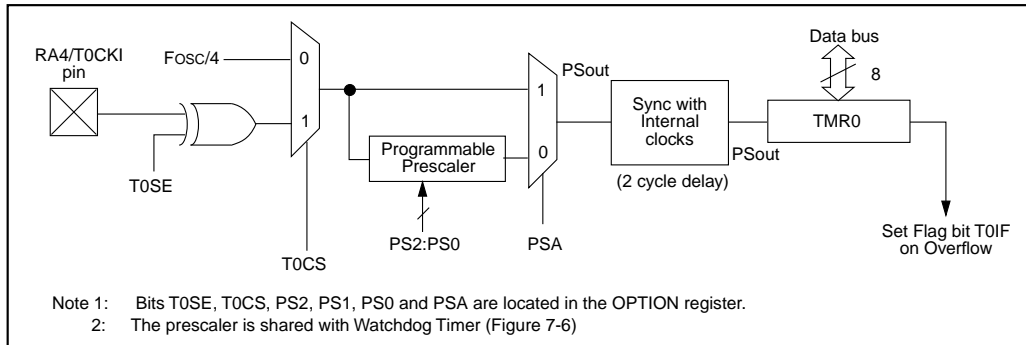 RA4/T0CKI
pin
T0SE
FOSC/4
0
1
T0CS
Programmable
Prescaler
PS2:PS0
1
0
PSA
PSout
Sync with
Internal
clocks
(2 cycle delay)
PSout
Data bus
8
TMR0
Set Flag bit T0IF
on Overflow
Note 1: Bits T0SE, T0CS, PS2, PS1, PS0 and PSA are located in the OPTION register.
2: The prescaler is shared with Watchdog Timer (Figure 7-6)